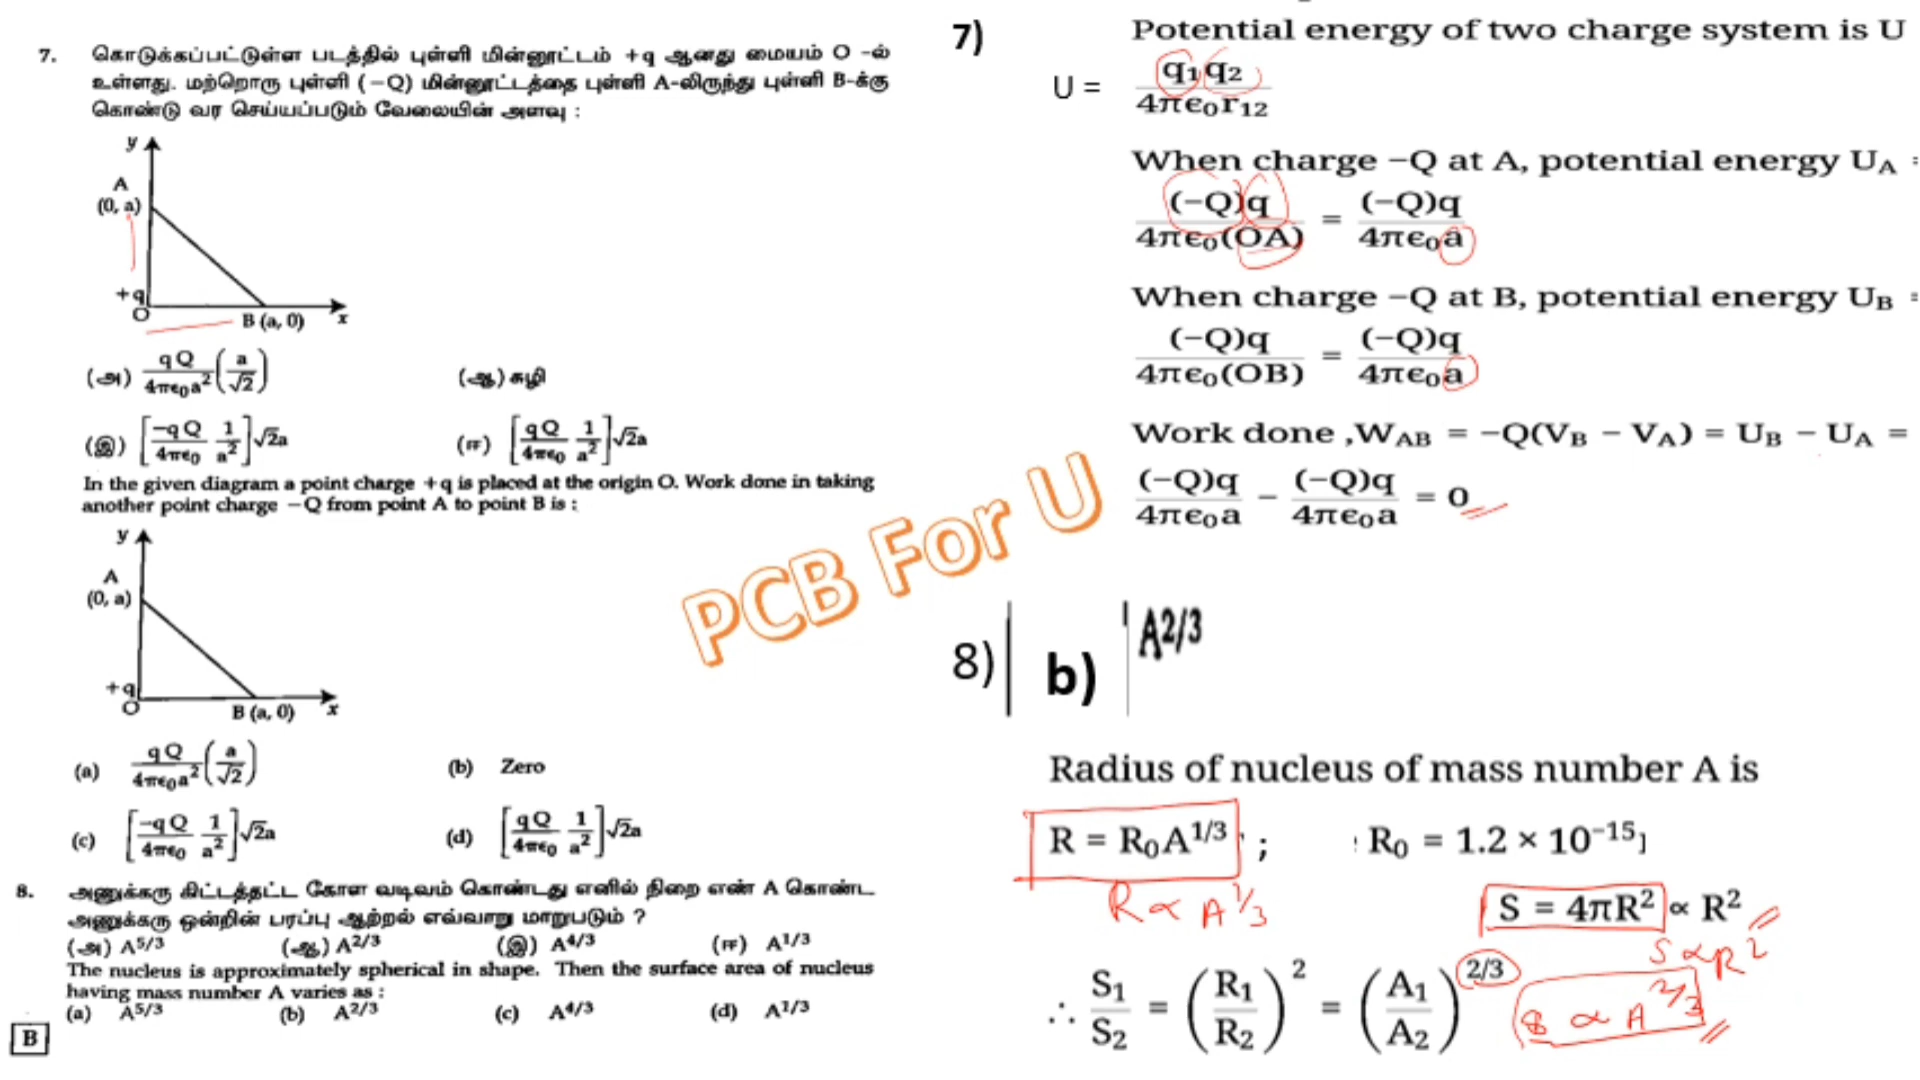 7. கொடுக்கப்பட்டுள்ள படத்தில் புள்ளி மின்னூட்டம் +q ஆனது மையம் O -ல்
உள்ளது. மற்றொரு புள்ளி (−Q) மின்னூட்டத்தை புள்ளி A-லிருந்து புள்ளி B-க்கு
கொண்டு வர செய்யப்படும் வேலையின் அளவு :
y
A
(0, a)
+q
O
B (a, 0)
x
(அ) qQ/4πε₀a² (a/√2)
(ஆ) சுழி
(இ) [−qQ/4πε₀ 1/a²]√2a
(ஈ) [qQ/4πε₀ 1/a²]√2a
In the given diagram a point charge +q is placed at the origin O. Work done in taking
another point charge −Q from point A to point B is :
y
A
(0, a)
+q
O
B (a, 0)
x
(a) qQ/4πε₀a² (a/√2)
(b) Zero
(c) [−qQ/4πε₀ 1/a²]√2a
(d) [qQ/4πε₀ 1/a²]√2a
8. அணுக்கரு கிட்டத்தட்ட கோள வடிவம் கொண்டது எனில் நிறை எண் A கொண்ட
அணுக்கரு ஒன்றின் பரப்பு ஆற்றல் எவ்வாறு மாறுபடும் ?
(அ) A^5/3 (ஆ) A^2/3 (இ) A^4/3 (ஈ) A^1/3
The nucleus is approximately spherical in shape. Then the surface area of nucleus
having mass number A varies as :
(a) A^5/3 (b) A^2/3 (c) A^4/3 (d) A^1/3
B
PCB For U
7) Potential energy of two charge system is U
U = q₁q₂/4πϵ₀r₁₂
When charge −Q at A, potential energy U_A =
(−Q)q/4πϵ₀(OA) = (−Q)q/4πϵ₀a
When charge −Q at B, potential energy U_B =
(−Q)q/4πϵ₀(OB) = (−Q)q/4πϵ₀a
Work done ,W_AB = −Q(V_B − V_A) = U_B − U_A =
(−Q)q/4πϵ₀a − (−Q)q/4πϵ₀a = 0
8) b) A2/3
Radius of nucleus of mass number A is
R = R₀A^1/3 ; R₀ = 1.2 × 10⁻¹⁵
R ∝ A^1/3
S = 4πR² ∝ R²
S ∝ R²
∴ S₁/S₂ = (R₁/R₂)² = (A₁/A₂)^2/3
S ∝ A^2/3